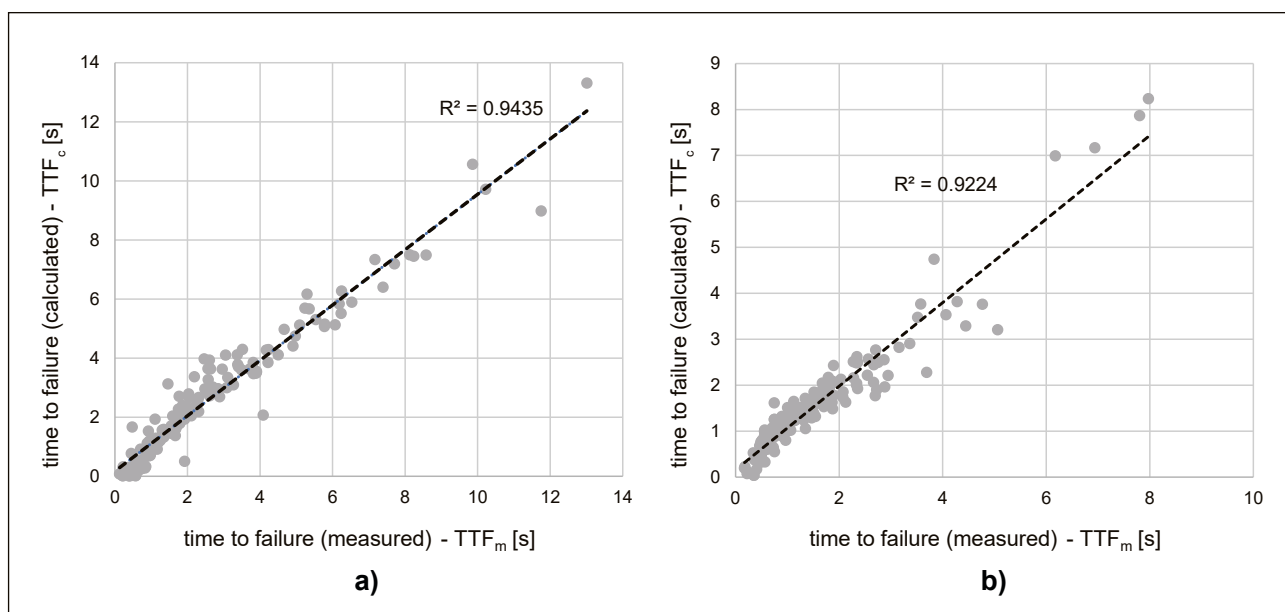 14
12
10
8
6
4
2
0
time to failure (calculated) - TTF c [s]
R² = 0.9435
0 2 4 6 8 10 12 14
time to failure (measured) - TTFm [s]
a)
9
8
7
6
5
4
3
2
1
0
time to failure (calculated) - TTF c [s]
R² = 0.9224
0 2 4 6 8 10
time to failure (measured) - TTFm [s]
b)